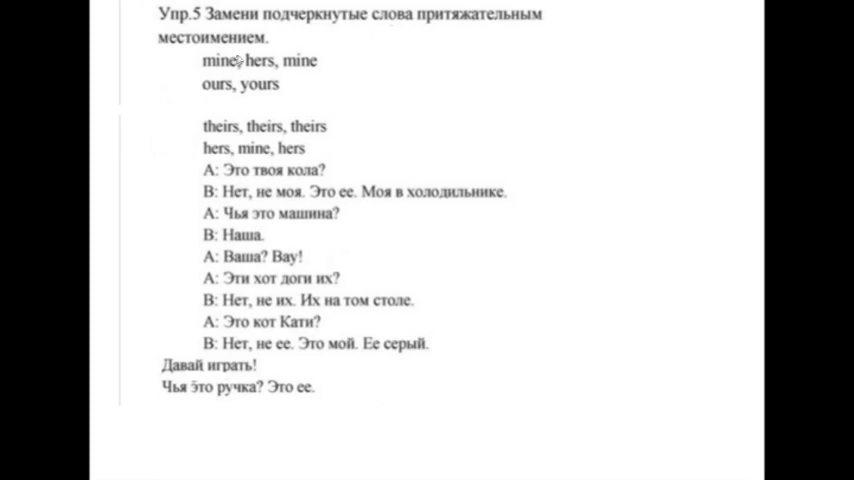 Упр.5 Замени подчеркнутые слова притяжательным
местоимением.
mine, hers, mine
ours, yours
theirs, theirs, theirs
hers, mine, hers
A: Это твоя кола?
B: Нет, не моя. Это ее. Моя в холодильнике.
A: Чья это машина?
B: Наша.
A: Ваша? Вау!
A: Эти хот доги их?
B: Нет, не их. Их на том столе.
A: Это кот Кати?
B: Нет, не ее. Это мой. Ее серый.
Давай играть!
Чья это ручка? Это ее.